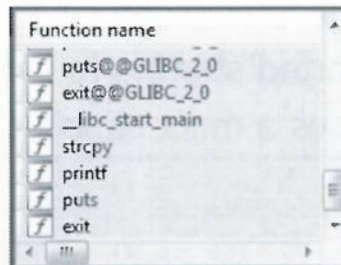 Function name
puts@@GLIBC_2_0
exit@@GLIBC_2_0
__libc_start_main
strcpy
printf
puts
exit